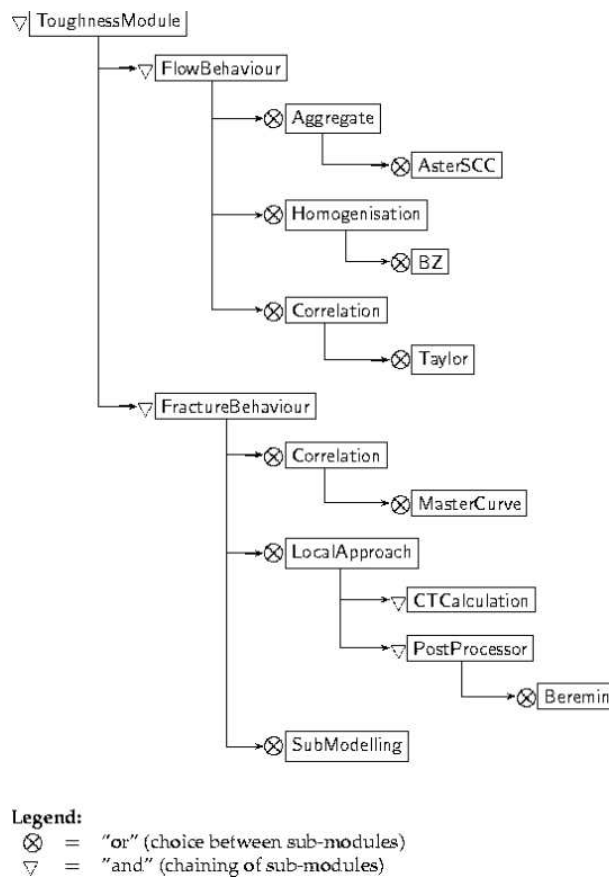 ToughnessModule
FlowBehaviour
Aggregate
AsterSCC
Homogenisation
BZ
Correlation
Taylor
FractureBehaviour
Correlation
MasterCurve
LocalApproach
CTCalculation
PostProcessor
Beremin
SubModelling
Legend:
⊗ = "or" (choice between sub-modules)
▽ = "and" (chaining of sub-modules)